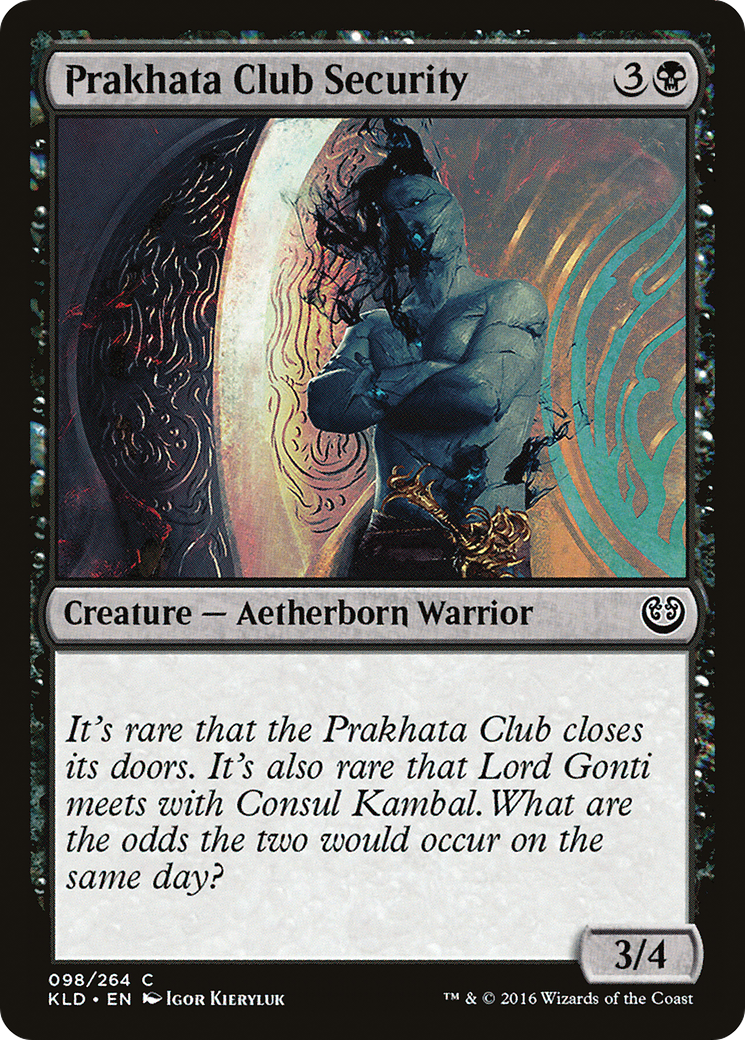 Prakhata Club Security 3
Creature — Aetherborn Warrior
It's rare that the Prakhata Club closes
its doors. It's also rare that Lord Gonti
meets with Consul Kambal. What are
the odds the two would occur on the
same day?
3/4
098/264 C
KLD • EN Igor Kieryluk
™ & © 2016 Wizards of the Coast